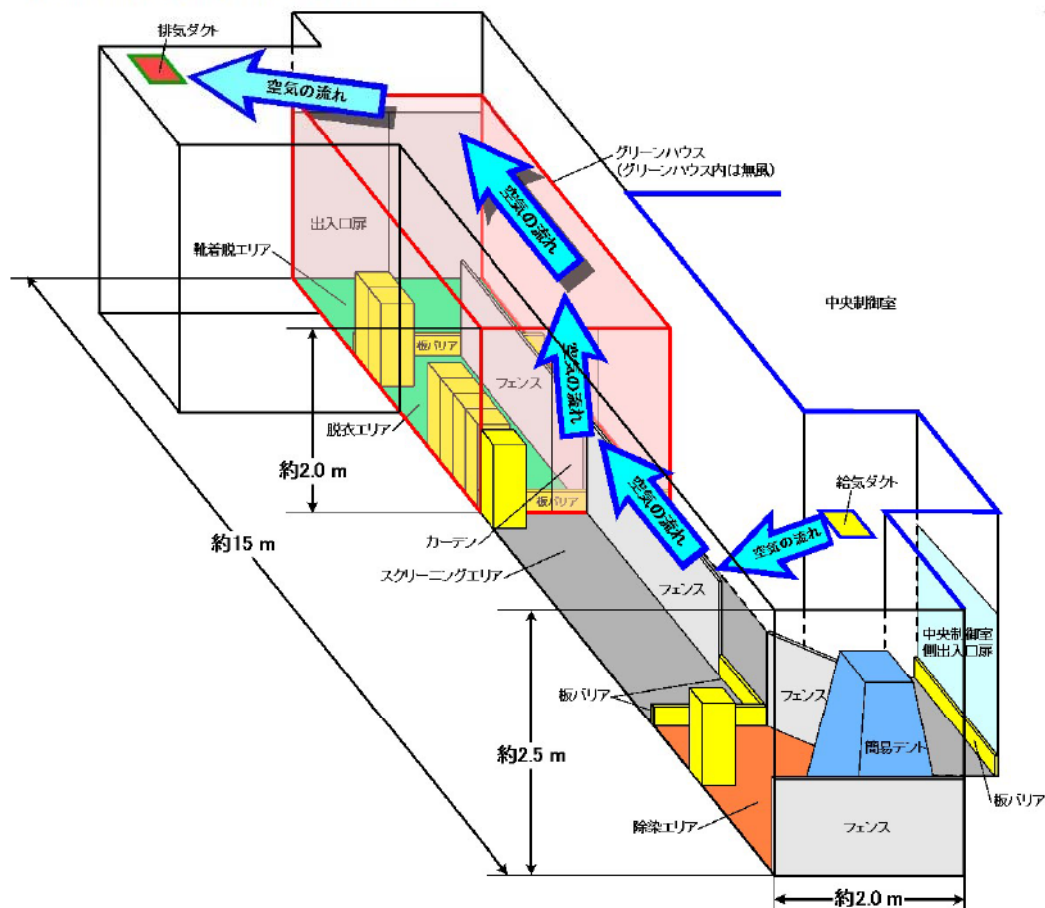 排気ダクト
空気の流れ
グリーンハウス
(グリーンハウス内は無風)
空気の流れ
出入口扉
靴着脱エリア
中央制御室
板バリア
フェンス
空気の流れ
脱衣エリア
約2.0 m
給気ダクト
板バリア
空気の流れ
空気の流れ
約15 m
カーテン
スクリーニングエリア
フェンス
中央制御室
側出入口扉
板バリア
フェンス
簡易テント
約2.5 m
板バリア
除染エリア
フェンス
約2.0 m